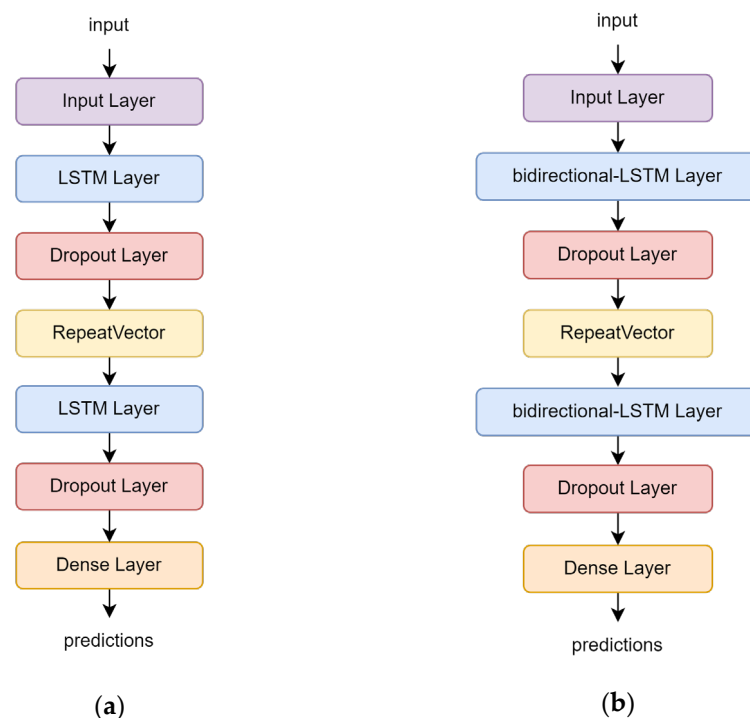 input
Input Layer
LSTM Layer
Dropout Layer
RepeatVector
LSTM Layer
Dropout Layer
Dense Layer
predictions
(a)
input
Input Layer
bidirectional-LSTM Layer
Dropout Layer
RepeatVector
bidirectional-LSTM Layer
Dropout Layer
Dense Layer
predictions
(b)